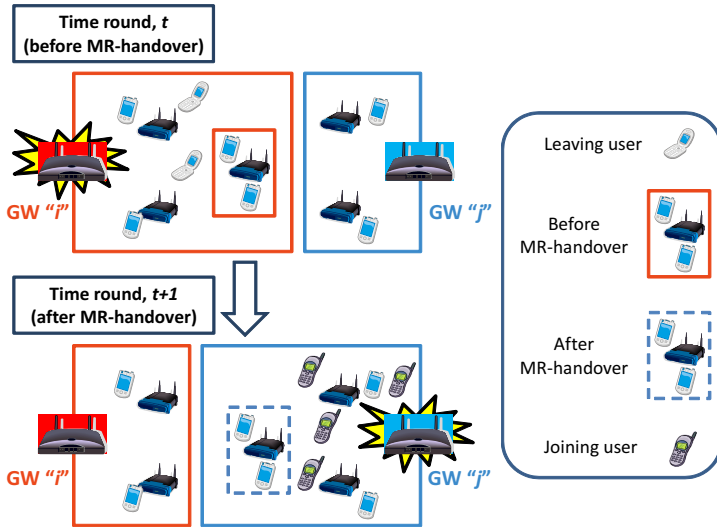 Time round, t
(before MR-handover)
GW "i"
GW "j"
Time round, t+1
(after MR-handover)
GW "i"
GW "j"
Leaving user
Before
MR-handover
After
MR-handover
Joining user